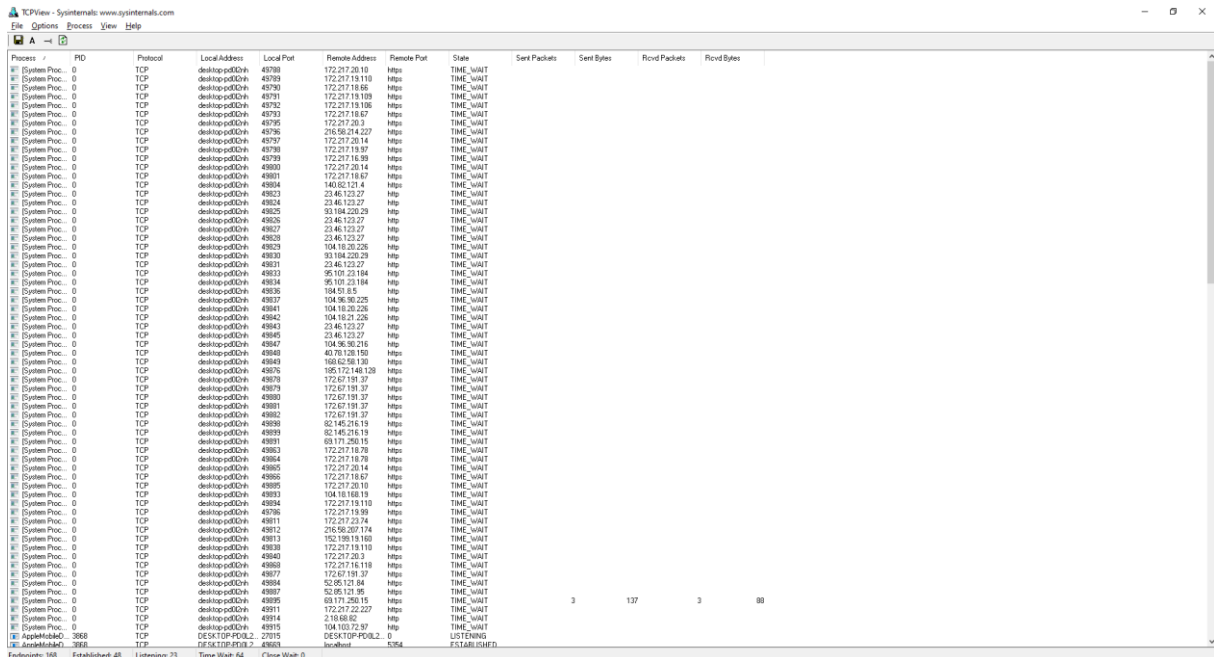 TCPView - Sysinternals: www.sysinternals.com
File Options Process View Help
A
Process / PID Protocol Local Address Local Port Remote Address Remote Port State Sent Packets Sent Bytes Rcvd Packets Rcvd Bytes
[System Proc... 0 TCP desktop-pd0l2nh 49788 172.217.20.10 https TIME_WAIT
[System Proc... 0 TCP desktop-pd0l2nh 49789 172.217.19.110 https TIME_WAIT
[System Proc... 0 TCP desktop-pd0l2nh 49790 172.217.18.66 https TIME_WAIT
[System Proc... 0 TCP desktop-pd0l2nh 49791 172.217.19.109 https TIME_WAIT
[System Proc... 0 TCP desktop-pd0l2nh 49792 172.217.19.106 https TIME_WAIT
[System Proc... 0 TCP desktop-pd0l2nh 49793 172.217.18.67 https TIME_WAIT
[System Proc... 0 TCP desktop-pd0l2nh 49795 172.217.20.3 https TIME_WAIT
[System Proc... 0 TCP desktop-pd0l2nh 49796 216.58.214.227 https TIME_WAIT
[System Proc... 0 TCP desktop-pd0l2nh 49797 172.217.20.14 https TIME_WAIT
[System Proc... 0 TCP desktop-pd0l2nh 49798 172.217.19.97 https TIME_WAIT
[System Proc... 0 TCP desktop-pd0l2nh 49799 172.217.16.99 https TIME_WAIT
[System Proc... 0 TCP desktop-pd0l2nh 49800 172.217.20.14 https TIME_WAIT
[System Proc... 0 TCP desktop-pd0l2nh 49801 172.217.18.67 https TIME_WAIT
[System Proc... 0 TCP desktop-pd0l2nh 49804 140.82.121.4 https TIME_WAIT
[System Proc... 0 TCP desktop-pd0l2nh 49823 23.46.123.27 http TIME_WAIT
[System Proc... 0 TCP desktop-pd0l2nh 49824 23.46.123.27 http TIME_WAIT
[System Proc... 0 TCP desktop-pd0l2nh 49825 93.184.220.29 http TIME_WAIT
[System Proc... 0 TCP desktop-pd0l2nh 49826 23.46.123.27 http TIME_WAIT
[System Proc... 0 TCP desktop-pd0l2nh 49827 23.46.123.27 http TIME_WAIT
[System Proc... 0 TCP desktop-pd0l2nh 49828 23.46.123.27 http TIME_WAIT
[System Proc... 0 TCP desktop-pd0l2nh 49829 104.18.20.226 http TIME_WAIT
[System Proc... 0 TCP desktop-pd0l2nh 49830 93.184.220.29 http TIME_WAIT
[System Proc... 0 TCP desktop-pd0l2nh 49831 23.46.123.27 http TIME_WAIT
[System Proc... 0 TCP desktop-pd0l2nh 49833 95.101.23.184 http TIME_WAIT
[System Proc... 0 TCP desktop-pd0l2nh 49834 95.101.23.184 http TIME_WAIT
[System Proc... 0 TCP desktop-pd0l2nh 49836 184.51.8.5 http TIME_WAIT
[System Proc... 0 TCP desktop-pd0l2nh 49837 104.96.90.225 http TIME_WAIT
[System Proc... 0 TCP desktop-pd0l2nh 49841 104.18.20.226 http TIME_WAIT
[System Proc... 0 TCP desktop-pd0l2nh 49842 104.18.21.226 http TIME_WAIT
[System Proc... 0 TCP desktop-pd0l2nh 49843 23.46.123.27 http TIME_WAIT
[System Proc... 0 TCP desktop-pd0l2nh 49845 23.46.123.27 http TIME_WAIT
[System Proc... 0 TCP desktop-pd0l2nh 49847 104.96.90.216 http TIME_WAIT
[System Proc... 0 TCP desktop-pd0l2nh 49848 40.78.128.150 https TIME_WAIT
[System Proc... 0 TCP desktop-pd0l2nh 49849 168.62.58.130 https TIME_WAIT
[System Proc... 0 TCP desktop-pd0l2nh 49876 185.172.148.128 https TIME_WAIT
[System Proc... 0 TCP desktop-pd0l2nh 49878 172.67.191.37 https TIME_WAIT
[System Proc... 0 TCP desktop-pd0l2nh 49879 172.67.191.37 https TIME_WAIT
[System Proc... 0 TCP desktop-pd0l2nh 49880 172.67.191.37 https TIME_WAIT
[System Proc... 0 TCP desktop-pd0l2nh 49881 172.67.191.37 https TIME_WAIT
[System Proc... 0 TCP desktop-pd0l2nh 49882 172.67.191.37 https TIME_WAIT
[System Proc... 0 TCP desktop-pd0l2nh 49898 82.145.216.19 https TIME_WAIT
[System Proc... 0 TCP desktop-pd0l2nh 49899 82.145.216.19 https TIME_WAIT
[System Proc... 0 TCP desktop-pd0l2nh 49891 69.171.250.15 https TIME_WAIT
[System Proc... 0 TCP desktop-pd0l2nh 49863 172.217.18.78 https TIME_WAIT
[System Proc... 0 TCP desktop-pd0l2nh 49864 172.217.18.78 https TIME_WAIT
[System Proc... 0 TCP desktop-pd0l2nh 49865 172.217.20.14 https TIME_WAIT
[System Proc... 0 TCP desktop-pd0l2nh 49866 172.217.18.67 https TIME_WAIT
[System Proc... 0 TCP desktop-pd0l2nh 49885 172.217.20.10 https TIME_WAIT
[System Proc... 0 TCP desktop-pd0l2nh 49893 104.18.168.19 https TIME_WAIT
[System Proc... 0 TCP desktop-pd0l2nh 49894 172.217.19.110 https TIME_WAIT
[System Proc... 0 TCP desktop-pd0l2nh 49786 172.217.19.99 https TIME_WAIT
[System Proc... 0 TCP desktop-pd0l2nh 49811 172.217.23.74 https TIME_WAIT
[System Proc... 0 TCP desktop-pd0l2nh 49812 216.58.207.174 https TIME_WAIT
[System Proc... 0 TCP desktop-pd0l2nh 49813 152.199.19.160 https TIME_WAIT
[System Proc... 0 TCP desktop-pd0l2nh 49838 172.217.19.110 https TIME_WAIT
[System Proc... 0 TCP desktop-pd0l2nh 49840 172.217.20.3 https TIME_WAIT
[System Proc... 0 TCP desktop-pd0l2nh 49868 172.217.16.118 https TIME_WAIT
[System Proc... 0 TCP desktop-pd0l2nh 49877 172.67.191.37 https TIME_WAIT
[System Proc... 0 TCP desktop-pd0l2nh 49884 52.85.121.84 https TIME_WAIT
[System Proc... 0 TCP desktop-pd0l2nh 49887 52.85.121.95 https TIME_WAIT
[System Proc... 0 TCP desktop-pd0l2nh 49895 69.171.250.15 https TIME_WAIT 3 137 3 88
[System Proc... 0 TCP desktop-pd0l2nh 49911 172.217.22.227 https TIME_WAIT
[System Proc... 0 TCP desktop-pd0l2nh 49914 2.18.68.82 http TIME_WAIT
[System Proc... 0 TCP desktop-pd0l2nh 49915 104.103.72.97 http TIME_WAIT
AppleMobileD... 3868 TCP DESKTOP-PD0L2... 27015 DESKTOP-PD0L2... 0 LISTENING
AppleMobileD... 3868 TCP DESKTOP-PD0L2... 49669 localhost 5354 ESTABLISHED
Endpoints: 168 Established: 48 Listening: 23 Time Wait: 64 Close Wait: 0